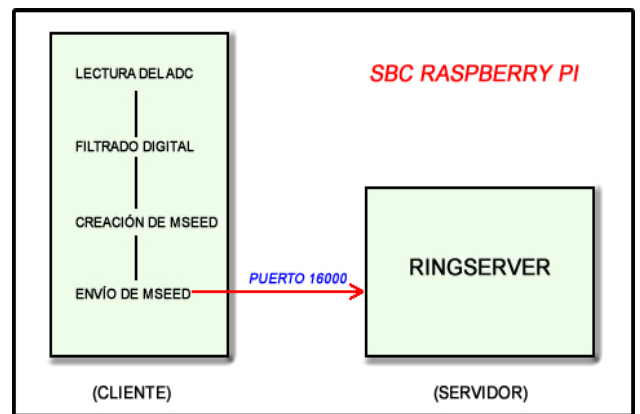 LECTURA DEL ADC
SBC RASPBERRY PI
FILTRADO DIGITAL
CREACIÓN DE MSEED
ENVÍO DE MSEED
PUERTO 16000
RINGSERVER
(CLIENTE)
(SERVIDOR)